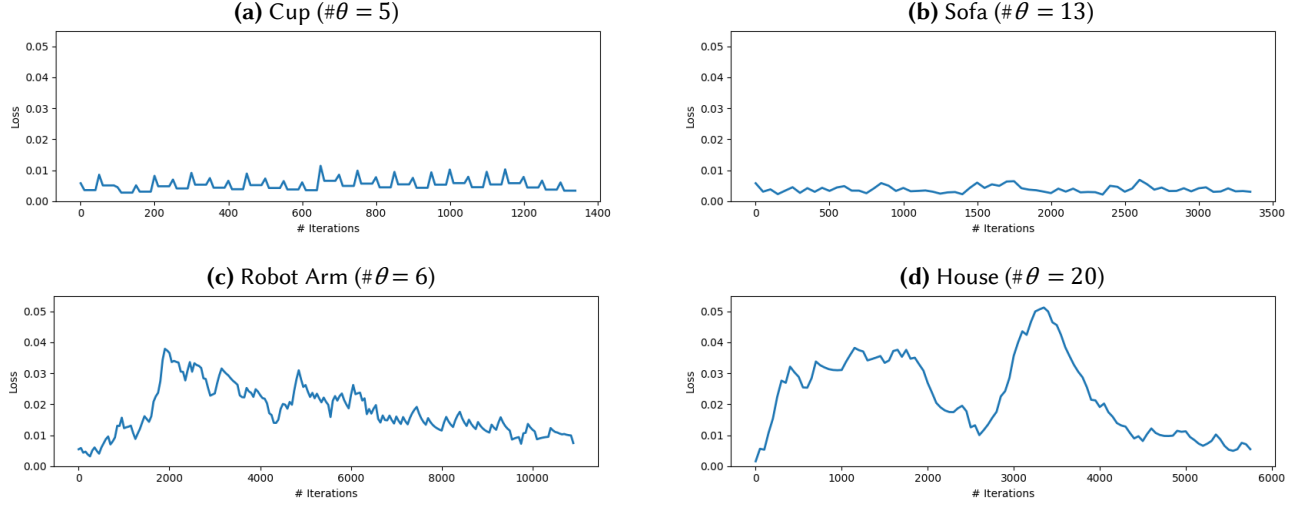 (a) Cup (#θ = 5)
0.05
0.04
0.03
0.02
0.01
0.00
Loss
0 200 400 600 800 1000 1200 1400
# Iterations
(b) Sofa (#θ = 13)
0.05
0.04
0.03
0.02
0.01
0.00
Loss
0 500 1000 1500 2000 2500 3000 3500
# Iterations
(c) Robot Arm (#θ = 6)
0.05
0.04
0.03
0.02
0.01
0.00
Loss
0 2000 4000 6000 8000 10000
# Iterations
(d) House (#θ = 20)
0.05
0.04
0.03
0.02
0.01
0.00
Loss
0 1000 2000 3000 4000 5000 6000
# Iterations